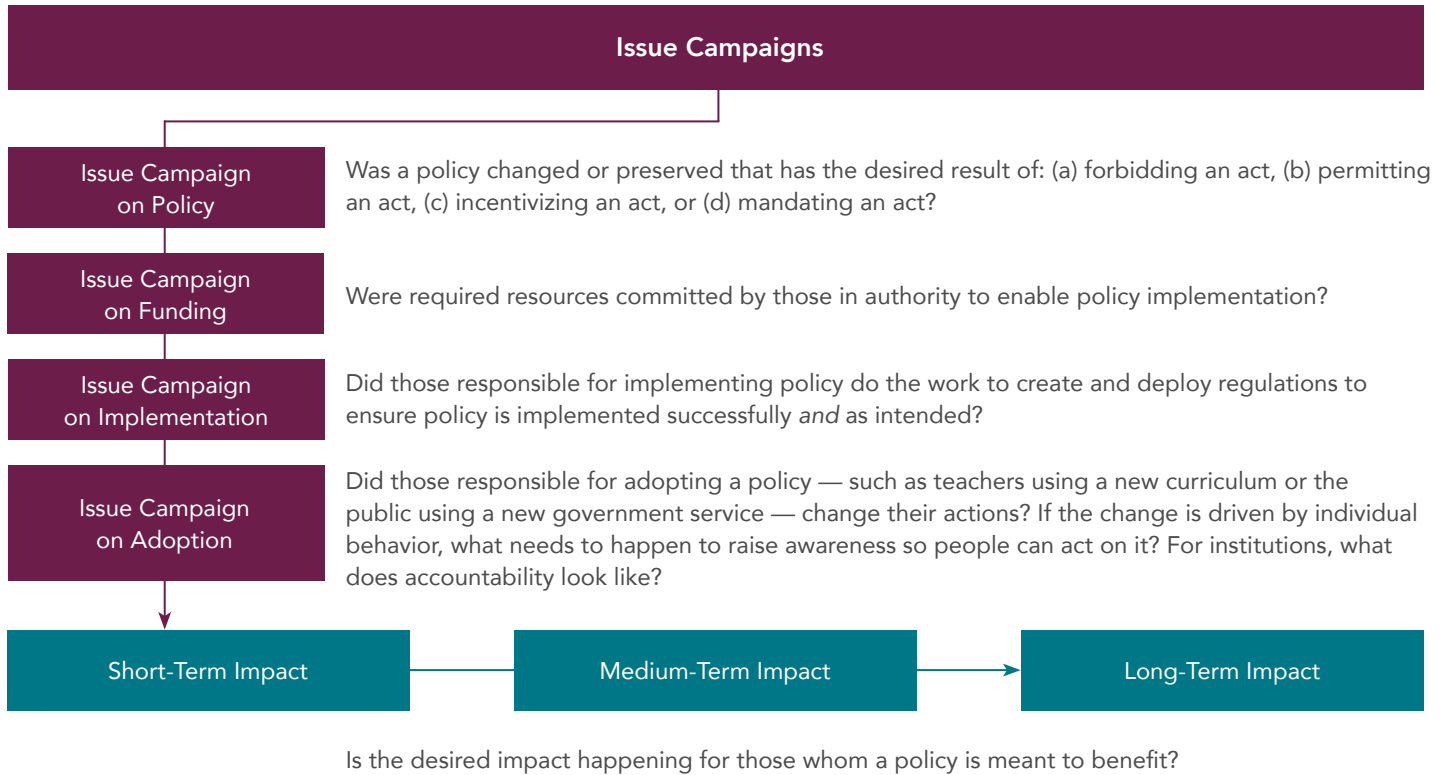 Issue Campaigns
Issue Campaign
on Policy
Was a policy changed or preserved that has the desired result of: (a) forbidding an act, (b) permitting
an act, (c) incentivizing an act, or (d) mandating an act?
Issue Campaign
on Funding
Were required resources committed by those in authority to enable policy implementation?
Issue Campaign
on Implementation
Did those responsible for implementing policy do the work to create and deploy regulations to
ensure policy is implemented successfully and as intended?
Issue Campaign
on Adoption
Did those responsible for adopting a policy — such as teachers using a new curriculum or the
public using a new government service — change their actions? If the change is driven by individual
behavior, what needs to happen to raise awareness so people can act on it? For institutions, what
does accountability look like?
Short-Term Impact
Medium-Term Impact
Long-Term Impact
Is the desired impact happening for those whom a policy is meant to benefit?